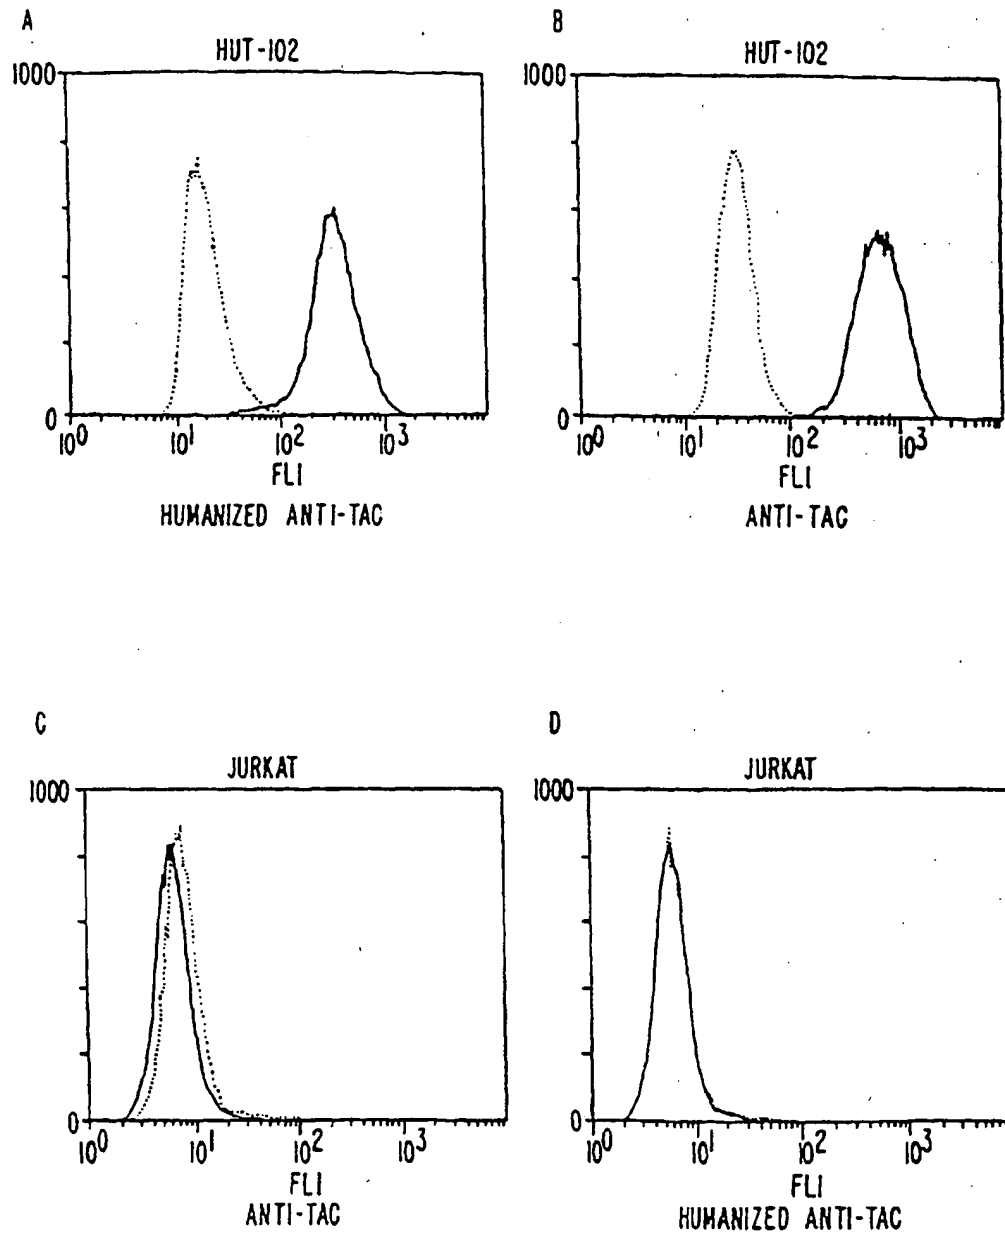 A
HUT-102
1000
0
10⁰ 10¹ 10² 10³
FL1
HUMANIZED ANTI-TAC
B
HUT-102
1000
0
10⁰ 10¹ 10² 10³
FL1
ANTI-TAC
C
JURKAT
1000
0
10⁰ 10¹ 10² 10³
FL1
ANTI-TAC
D
JURKAT
1000
0
10⁰ 10¹ 10² 10³
FL1
HUMANIZED ANTI-TAC